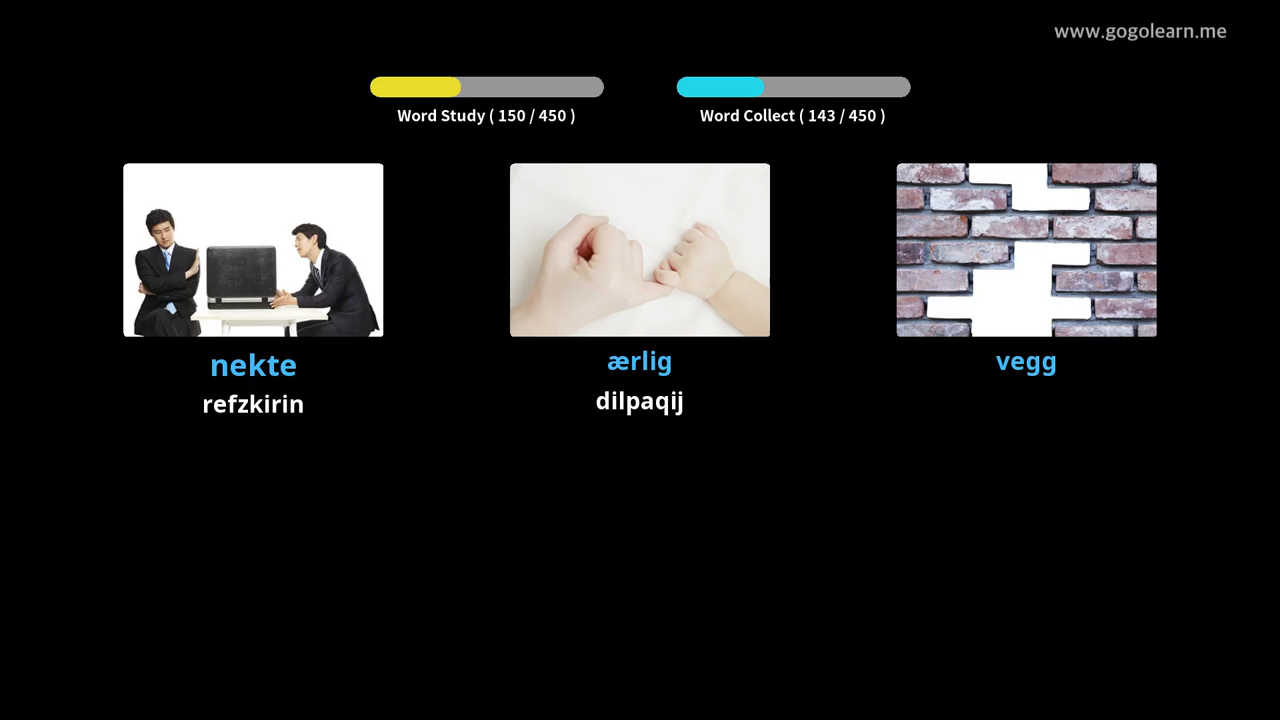 www.gogolearn.me
Word Study ( 150 / 450 )
Word Collect ( 143 / 450 )
nekte
refzkirin
ærlig
dilpaqij
vegg